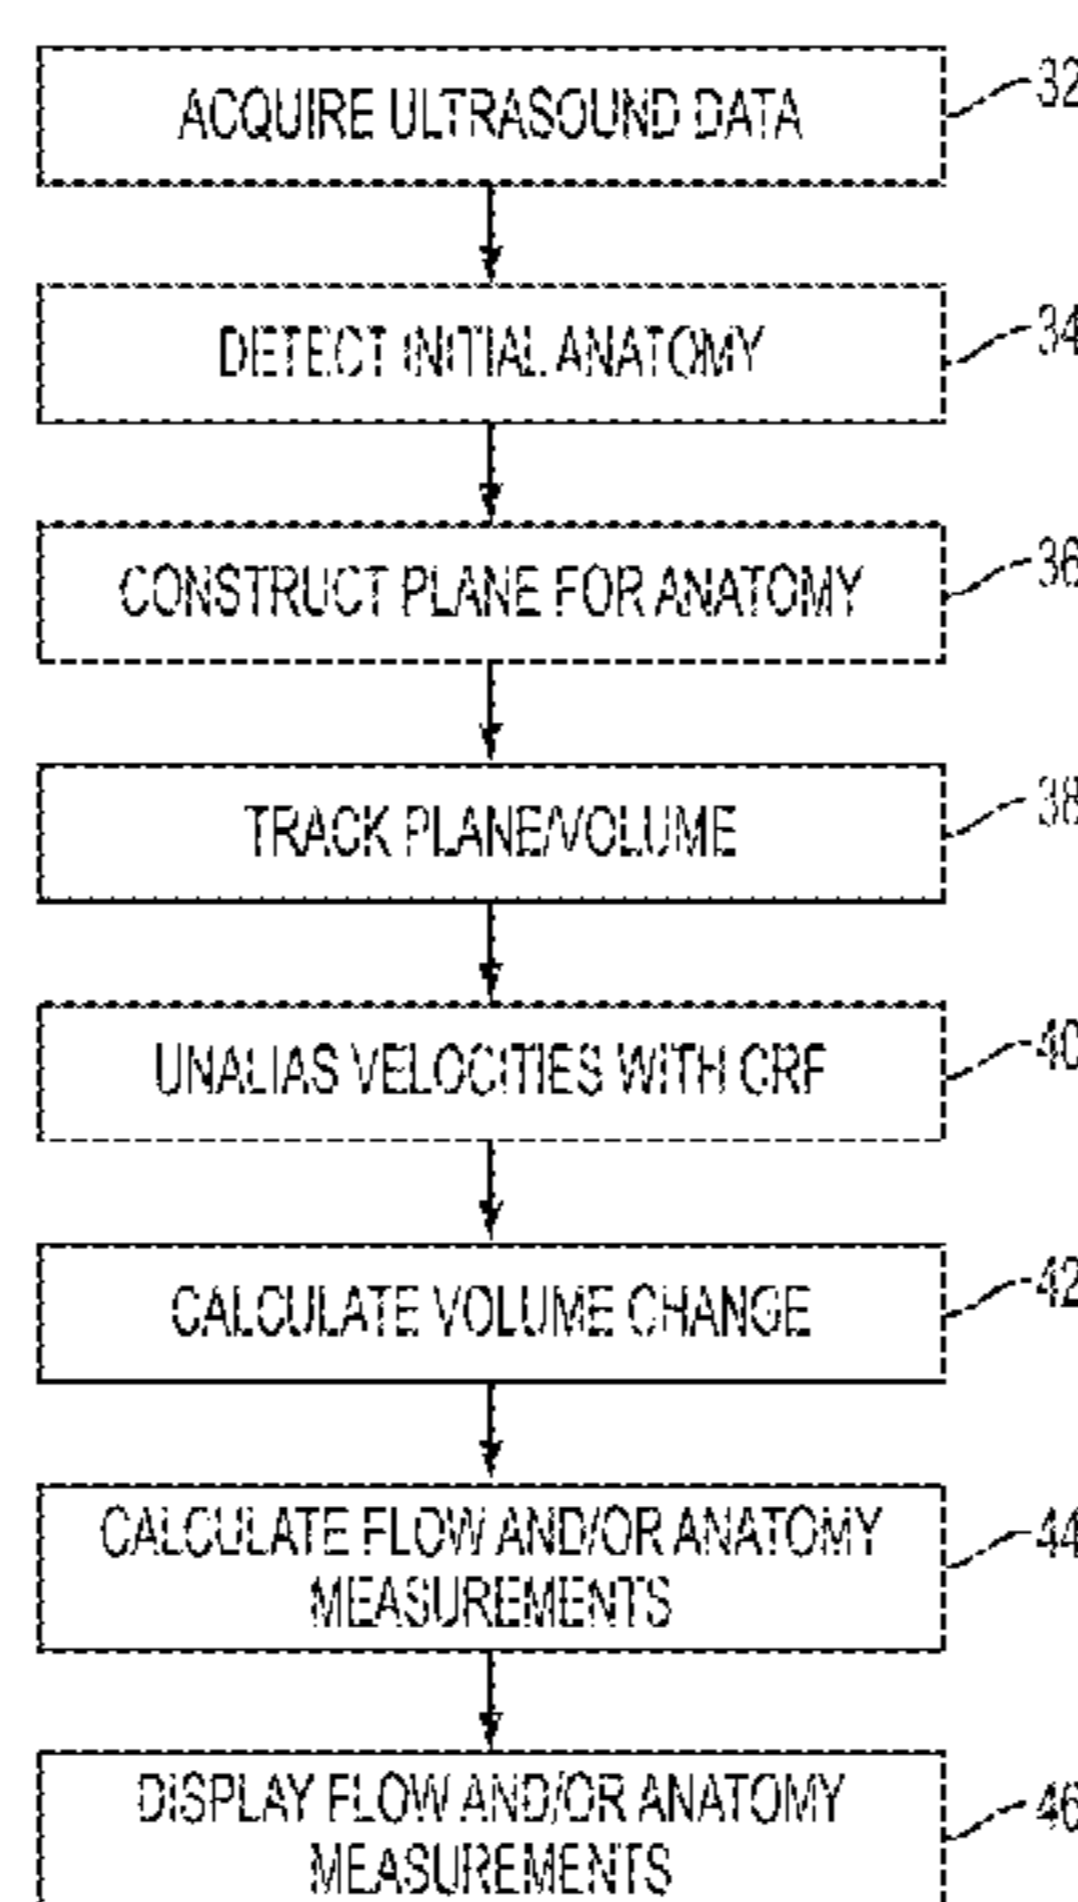 ACQUIRE ULTRASOUND DATA
32
DETECT INITIAL ANATOMY
34
CONSTRUCT PLANE FOR ANATOMY
36
TRACK PLANE/VOLUME
38
UNALIAS VELOCITIES WITH CRF
40
CALCULATE VOLUME CHANGE
42
CALCULATE FLOW AND/OR ANATOMY
MEASUREMENTS
44
DISPLAY FLOW AND/OR ANATOMY
MEASUREMENTS
46